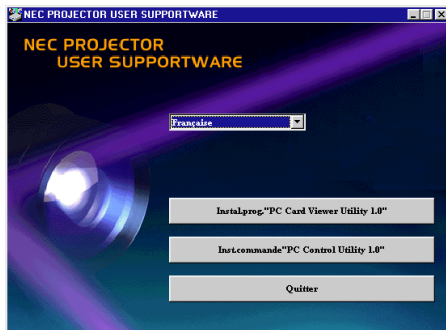 NEC PROJECTOR USER SUPPORTWARE
NEC PROJECTOR
USER SUPPORTWARE
Française
Instal.prog."PC Card Viewer Utility 1.0"
Inst.commande"PC Control Utility 1.0"
Quitter